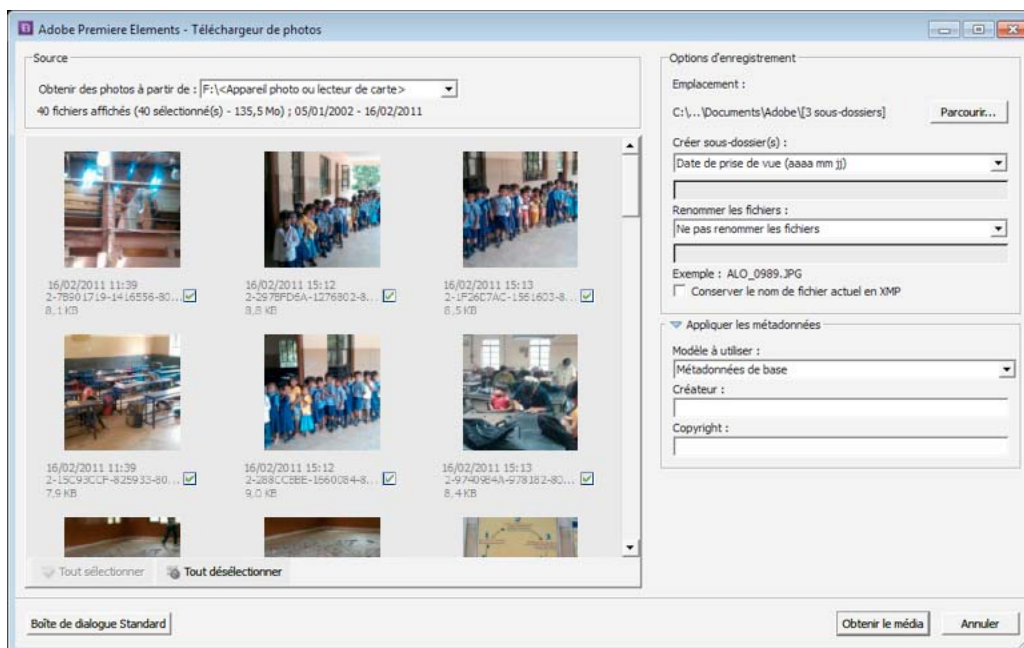 Adobe Premiere Elements - Téléchargeur de photos
Source
Obtenir des photos à partir de : F:\<Appareil photo ou lecteur de carte>
40 fichiers affichés (40 sélectionné(s) - 135,5 Mo) ; 05/01/2002 - 16/02/2011
16/02/2011 11:39
2-7B901719-1416556-80...
8,1 KB
16/02/2011 15:12
2-297BFD6A-1276802-8...
8,8 KB
16/02/2011 15:13
2-1F26D7AC-1561603-8...
8,5 KB
16/02/2011 11:39
2-15C93CCF-825933-80...
7,9 KB
16/02/2011 15:12
2-288CCBBE-1660084-8...
9,0 KB
16/02/2011 15:13
2-9740984A-978182-80...
8,4 KB
Tout sélectionner
Tout désélectionner
Options d'enregistrement
Emplacement :
C:\...\Documents\Adobe\[3 sous-dossiers]
Parcourir...
Créer sous-dossier(s) :
Date de prise de vue (aaaa mm jj)
Renommer les fichiers :
Ne pas renommer les fichiers
Exemple : ALO_0989.JPG
Conserver le nom de fichier actuel en XMP
Appliquer les métadonnées
Modèle à utiliser :
Métadonnées de base
Créateur :
Copyright :
Boîte de dialogue Standard
Obtenir le média
Annuler